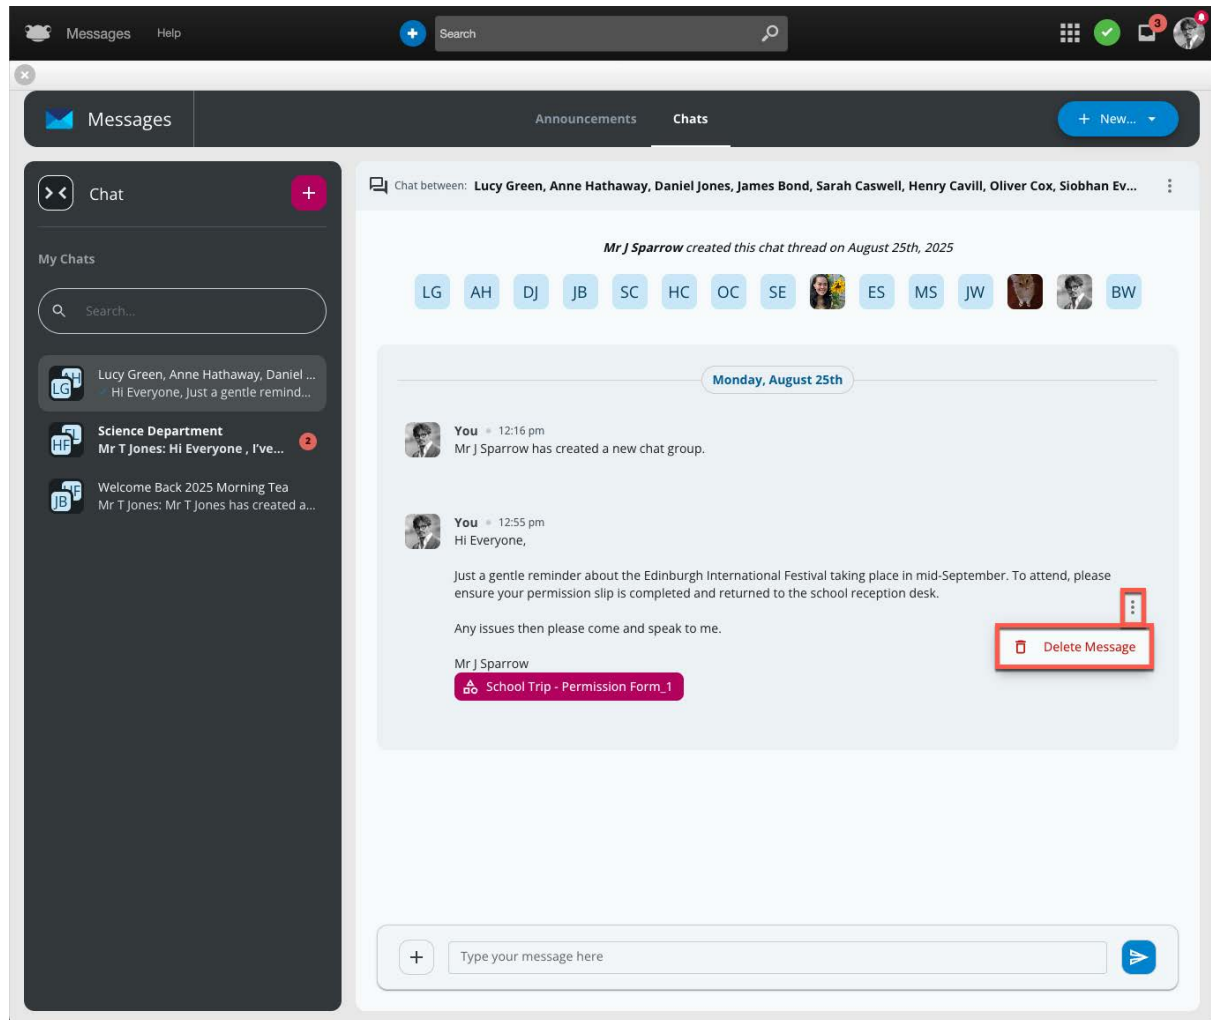 Messages Help Search 3
Messages Announcements Chats + New...
Chat
My Chats
Search...
LG AH
Lucy Green, Anne Hathaway, Daniel ...
Hi Everyone, Just a gentle remind...
HF
Science Department
Mr T Jones: Hi Everyone , I've...
2
JB
Welcome Back 2025 Morning Tea
Mr T Jones: Mr T Jones has created a...
Chat between: Lucy Green, Anne Hathaway, Daniel Jones, James Bond, Sarah Caswell, Henry Cavill, Oliver Cox, Siobhan Ev...
Mr J Sparrow created this chat thread on August 25th, 2025
LG AH DJ JB SC HC OC SE ES MS JW BW
Monday, August 25th
You 12:16 pm
Mr J Sparrow has created a new chat group.
You 12:55 pm
Hi Everyone,
Just a gentle reminder about the Edinburgh International Festival taking place in mid-September. To attend, please
ensure your permission slip is completed and returned to the school reception desk.
Any issues then please come and speak to me.
Delete Message
Mr J Sparrow
School Trip - Permission Form_1
Type your message here